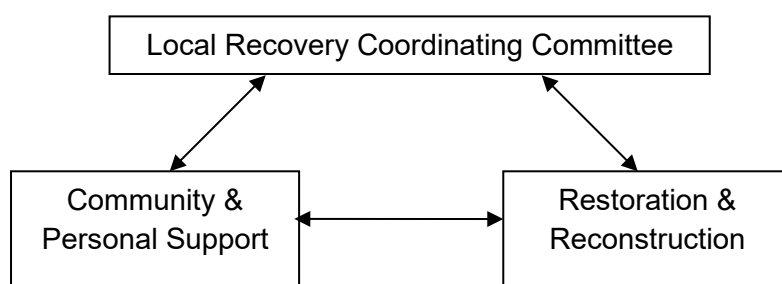 Local Recovery Coordinating Committee
Community &
Personal Support
Restoration &
Reconstruction